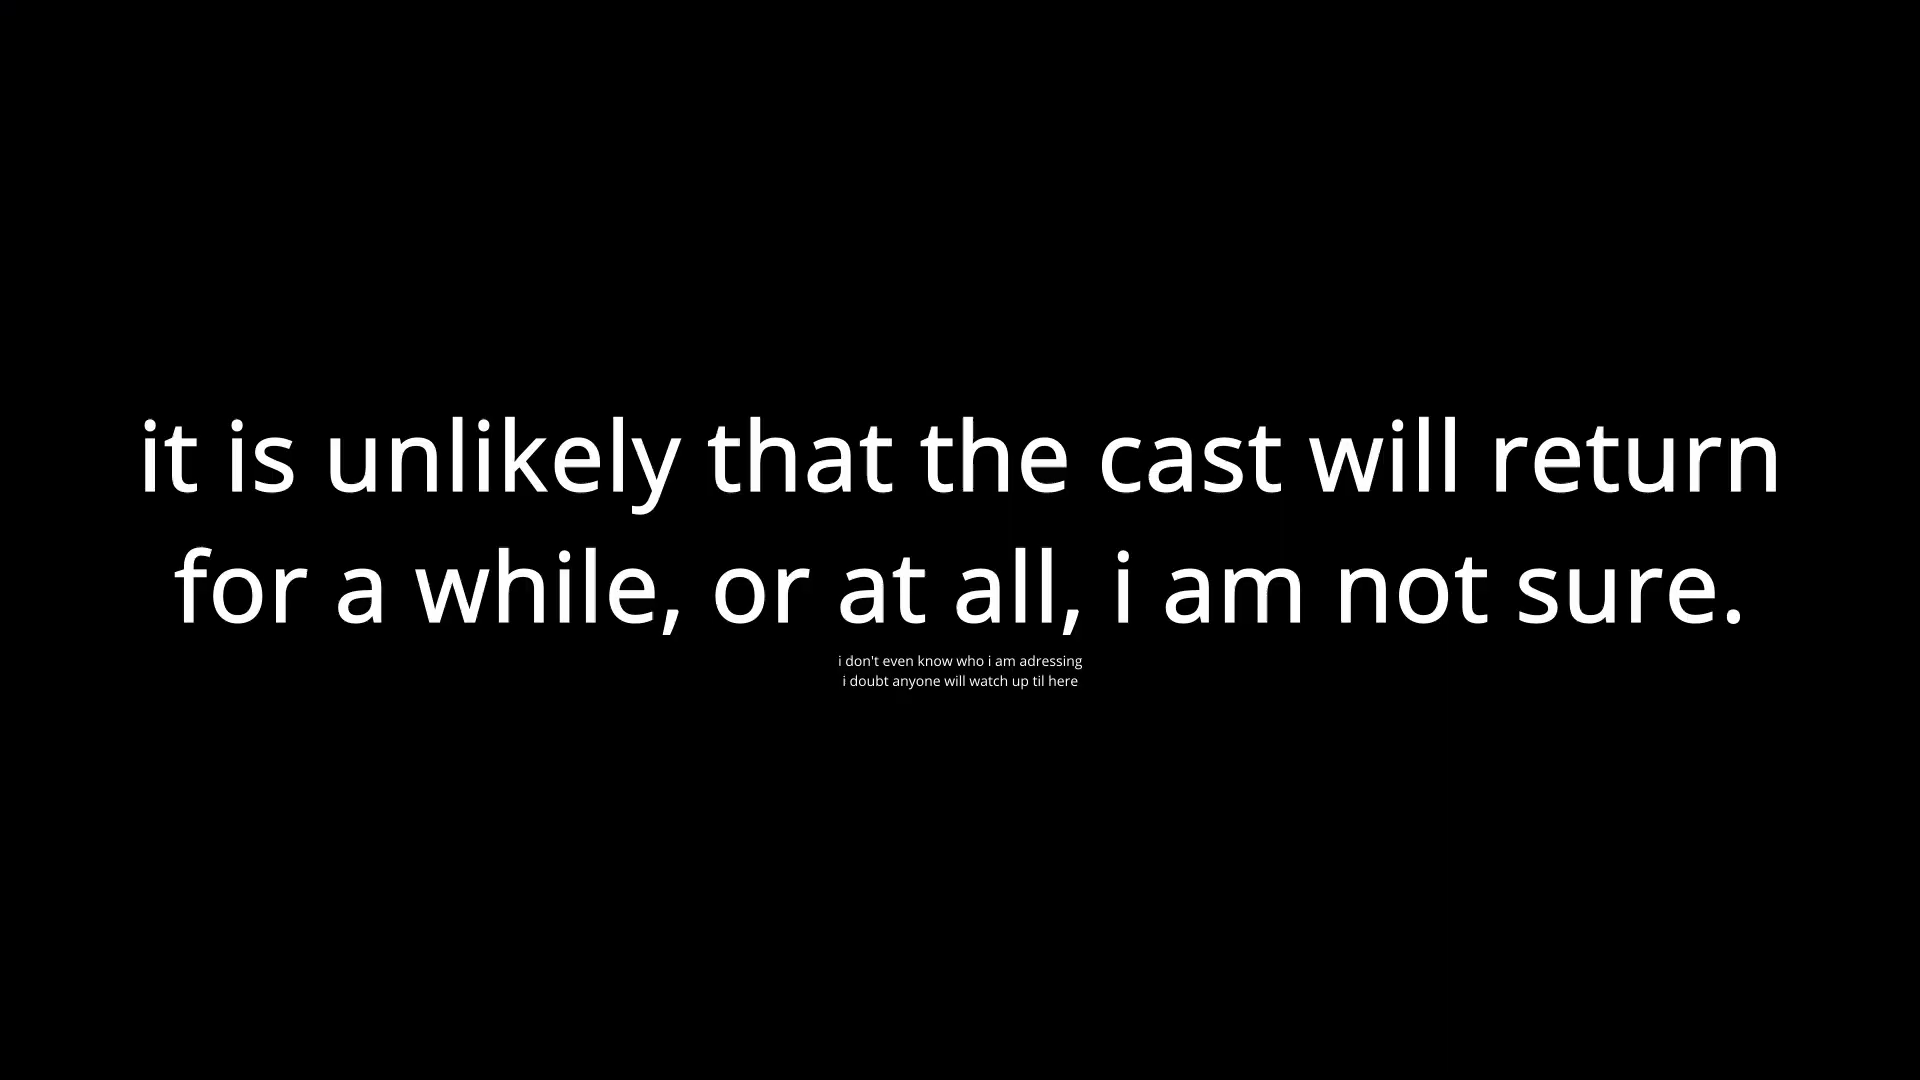 it is unlikely that the cast will return
for a while, or at all, i am not sure.
i don't even know who i am adressing
i doubt anyone will watch up til here